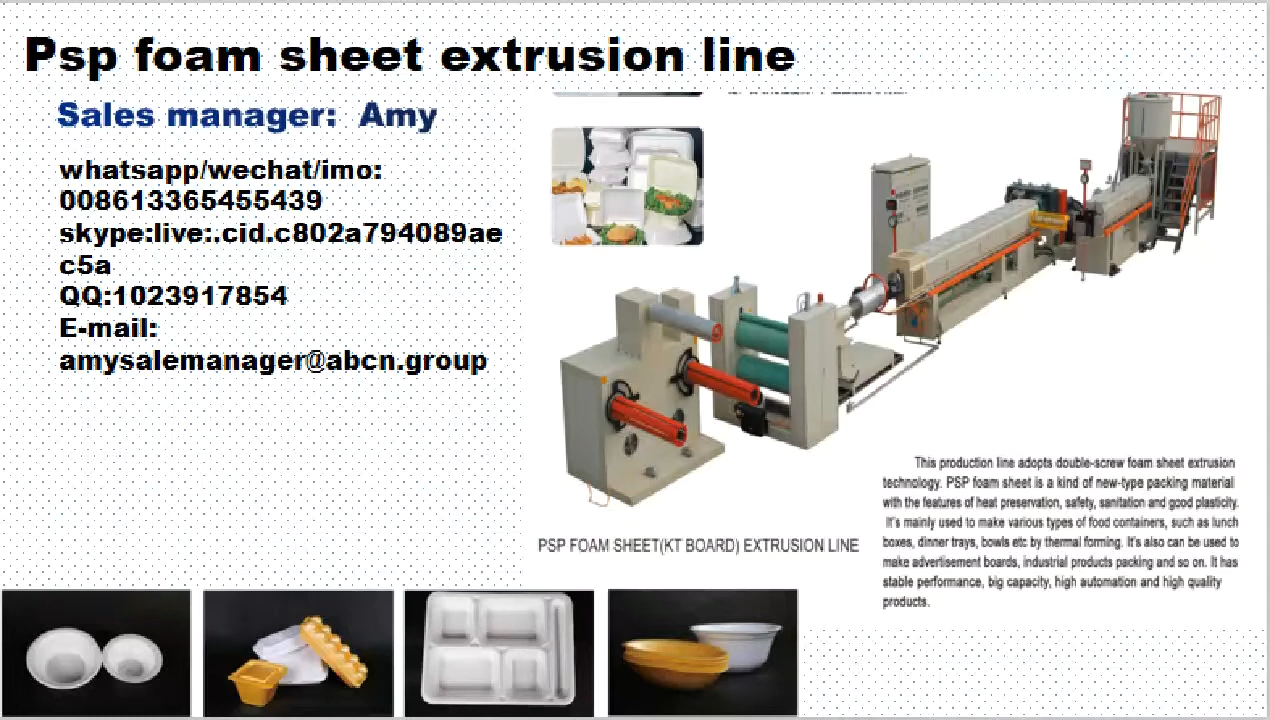 Psp foam sheet extrusion line
Sales manager: Amy
whatsapp/wechat/imo:
008613365455439
skype:live:.cid.c802a794089ae
c5a
QQ:1023917854
E-mail:
amysalemanager@abcn.group
PSP FOAM SHEET(KT BOARD) EXTRUSION LINE
This production line adopts double-screw foam sheet extrusion
technology. PSP foam sheet is a kind of new-type packing material
with the features of heat preservation, safety, sanitation and good plasticity.
It's mainly used to make various types of food containers, such as lunch
boxes, dinner trays, bowls etc by thermal forming. It's also can be used to
make advertisement boards, industrial products packing and so on. It has
stable performance, big capacity, high automation and high quality
products.